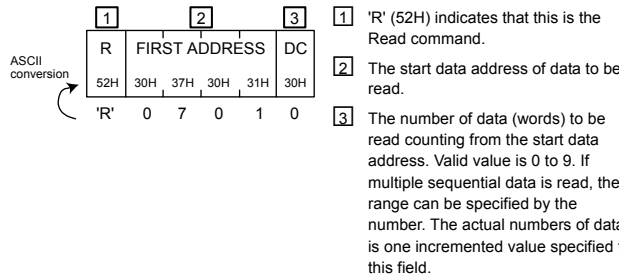 1 2 3
R FIRST ADDRESS DC
ASCII
conversion
52H 30H 37H 30H 31H 30H
'R' 0 7 0 1 0
1 'R' (52H) indicates that this is the
Read command.
2 The start data address of data to be
read.
3 The number of data (words) to be
read counting from the start data
address. Valid value is 0 to 9. If
multiple sequential data is read, the
range can be specified by the
number. The actual numbers of data
is one incremented value specified
this field.